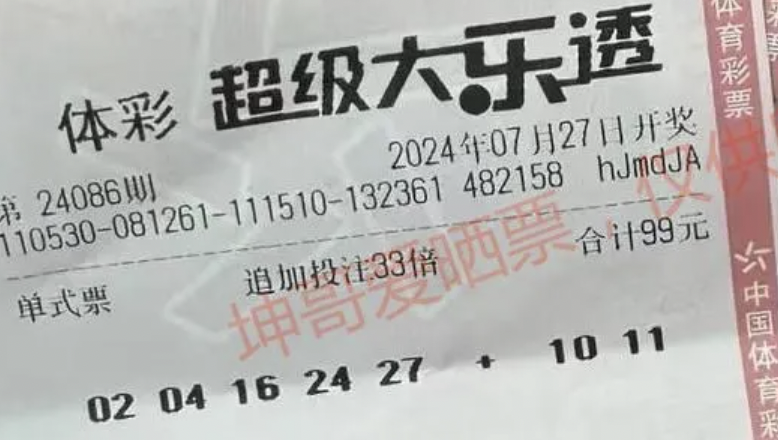 体彩 超级大乐透
2024年07月27日开奖
第 24086期
110530-081261-111510-132361 482158 hJmdJA
追加投注33倍 合计99元
单式票
坤哥爱晒票，仅供
02 04 16 24 27 + 10 11
体育彩票
中国体育彩